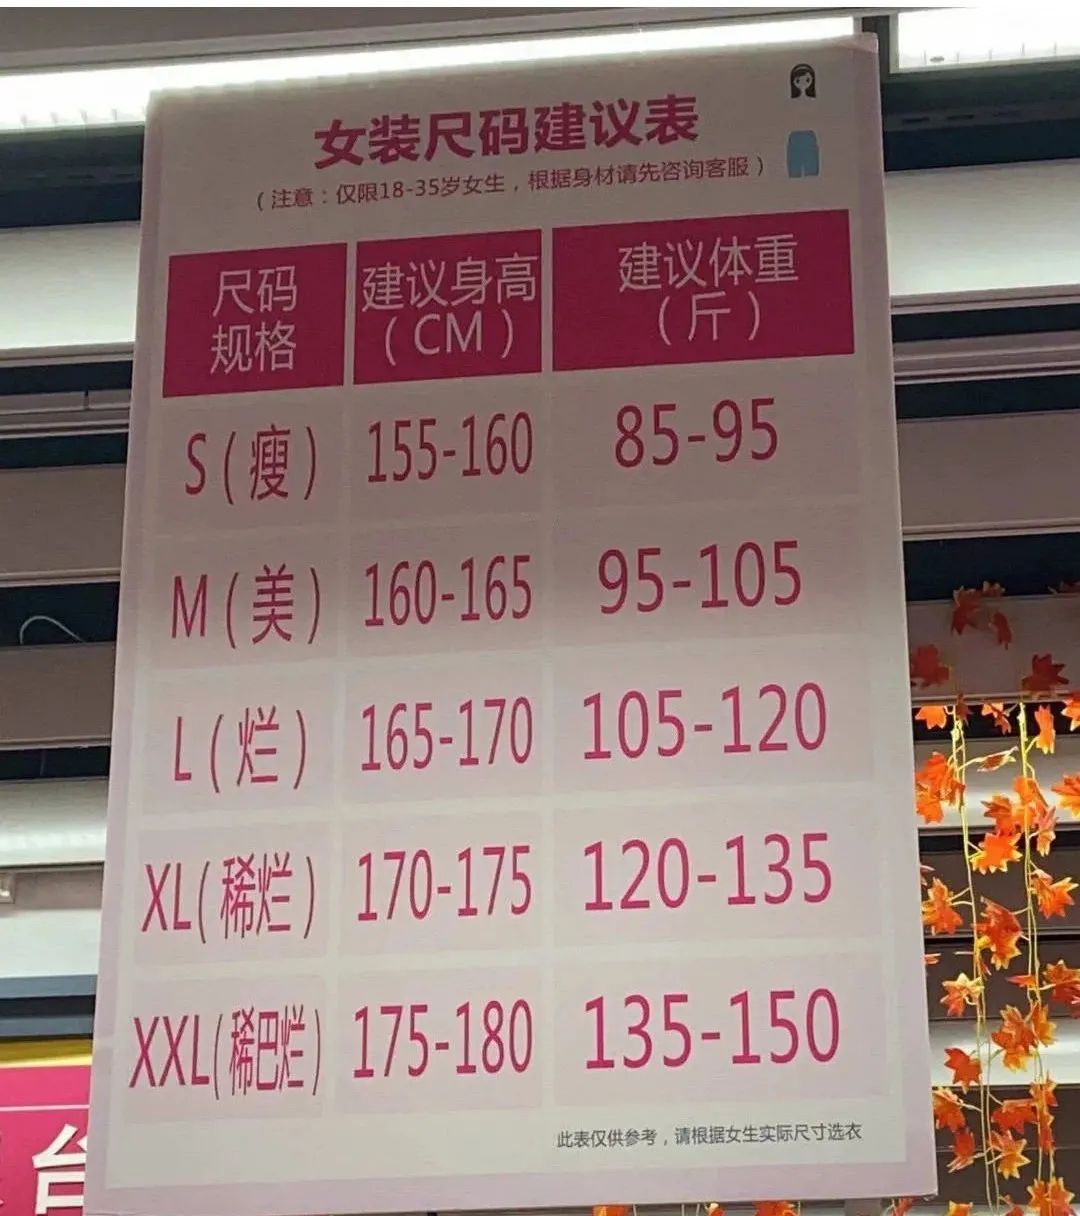 女装尺码建议表
（注意：仅限18-35岁女生，根据身材请先咨询客服）
尺码
规格
建议身高
（CM）
建议体重
（斤）
S（瘦） 155-160 85-95
M（美） 160-165 95-105
L（烂） 165-170 105-120
XL（稀烂） 170-175 120-135
XXL（稀巴烂） 175-180 135-150
此表仅供参考，请根据女生实际尺寸选衣
台